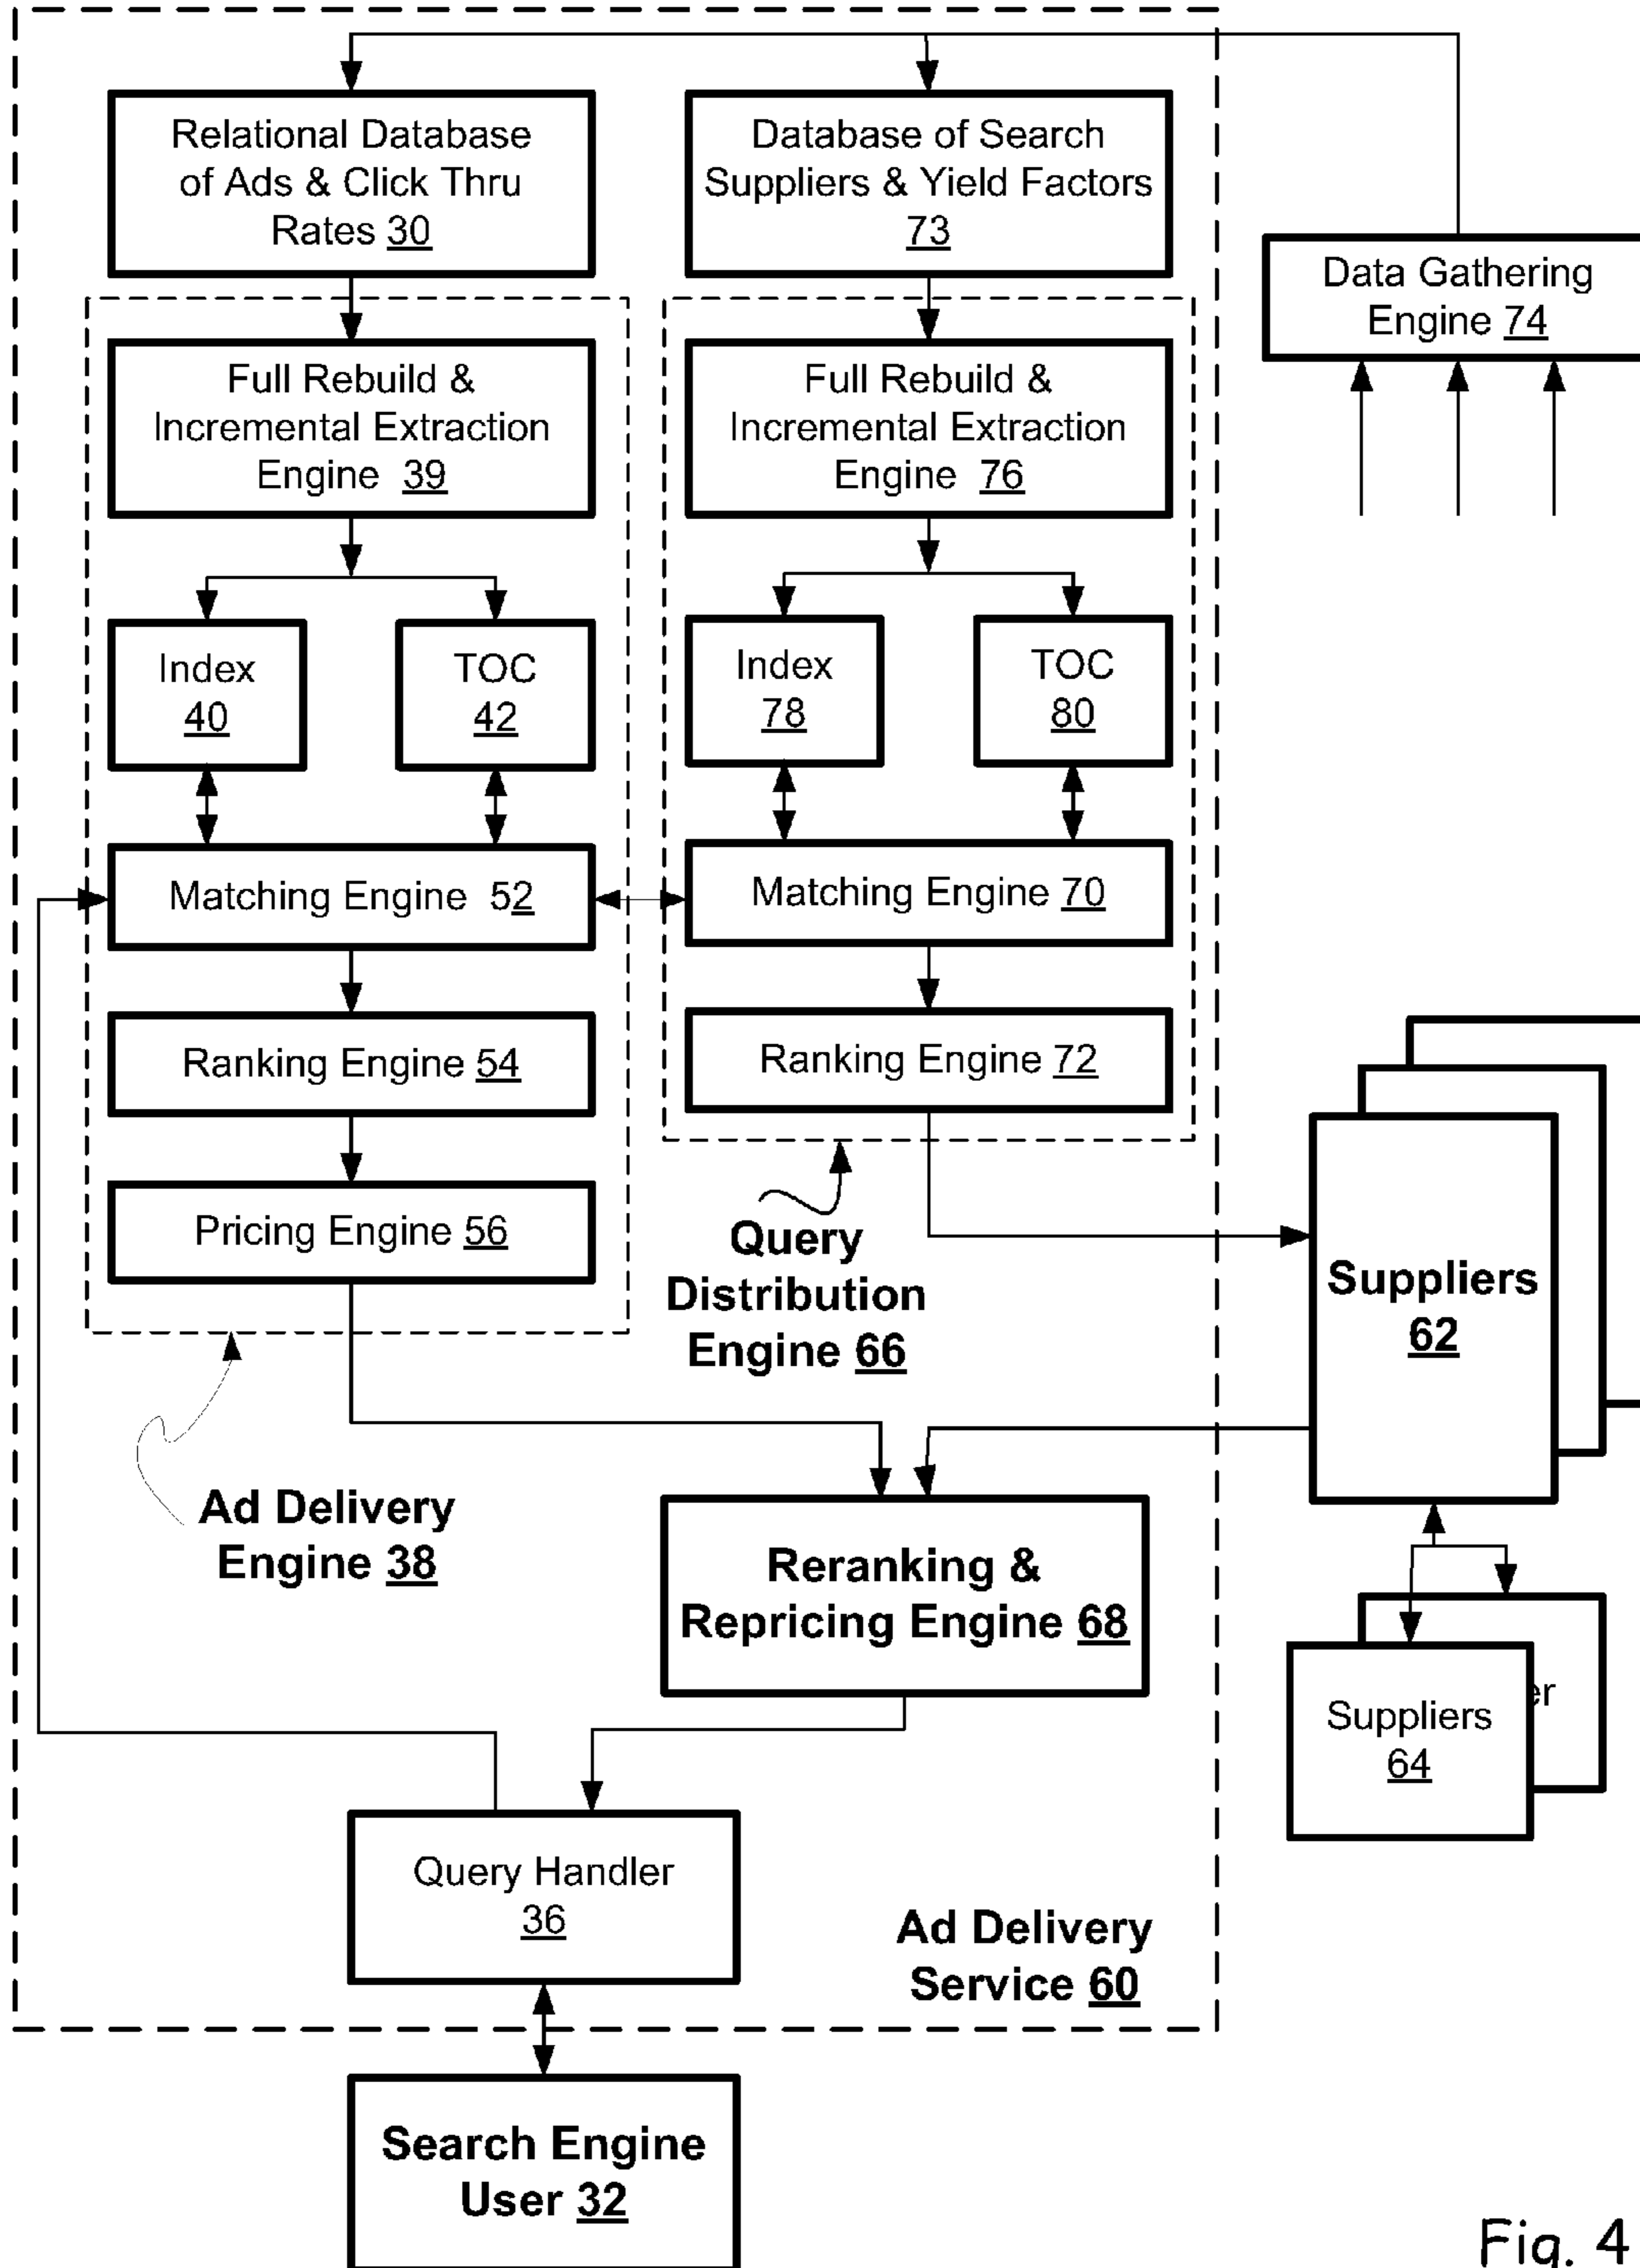 Relational Database
of Ads & Click Thru
Rates 30
Database of Search
Suppliers & Yield Factors
73
Data Gathering
Engine 74
Full Rebuild &
Incremental Extraction
Engine 39
Full Rebuild &
Incremental Extraction
Engine 76
Index
40
TOC
42
Index
78
TOC
80
Matching Engine 52
Matching Engine 70
Ranking Engine 54
Ranking Engine 72
Pricing Engine 56
Query
Distribution
Engine 66
Suppliers
62
Ad Delivery
Engine 38
Reranking &
Repricing Engine 68
er
Suppliers
64
Query Handler
36
Ad Delivery
Service 60
Search Engine
User 32
Fig. 4